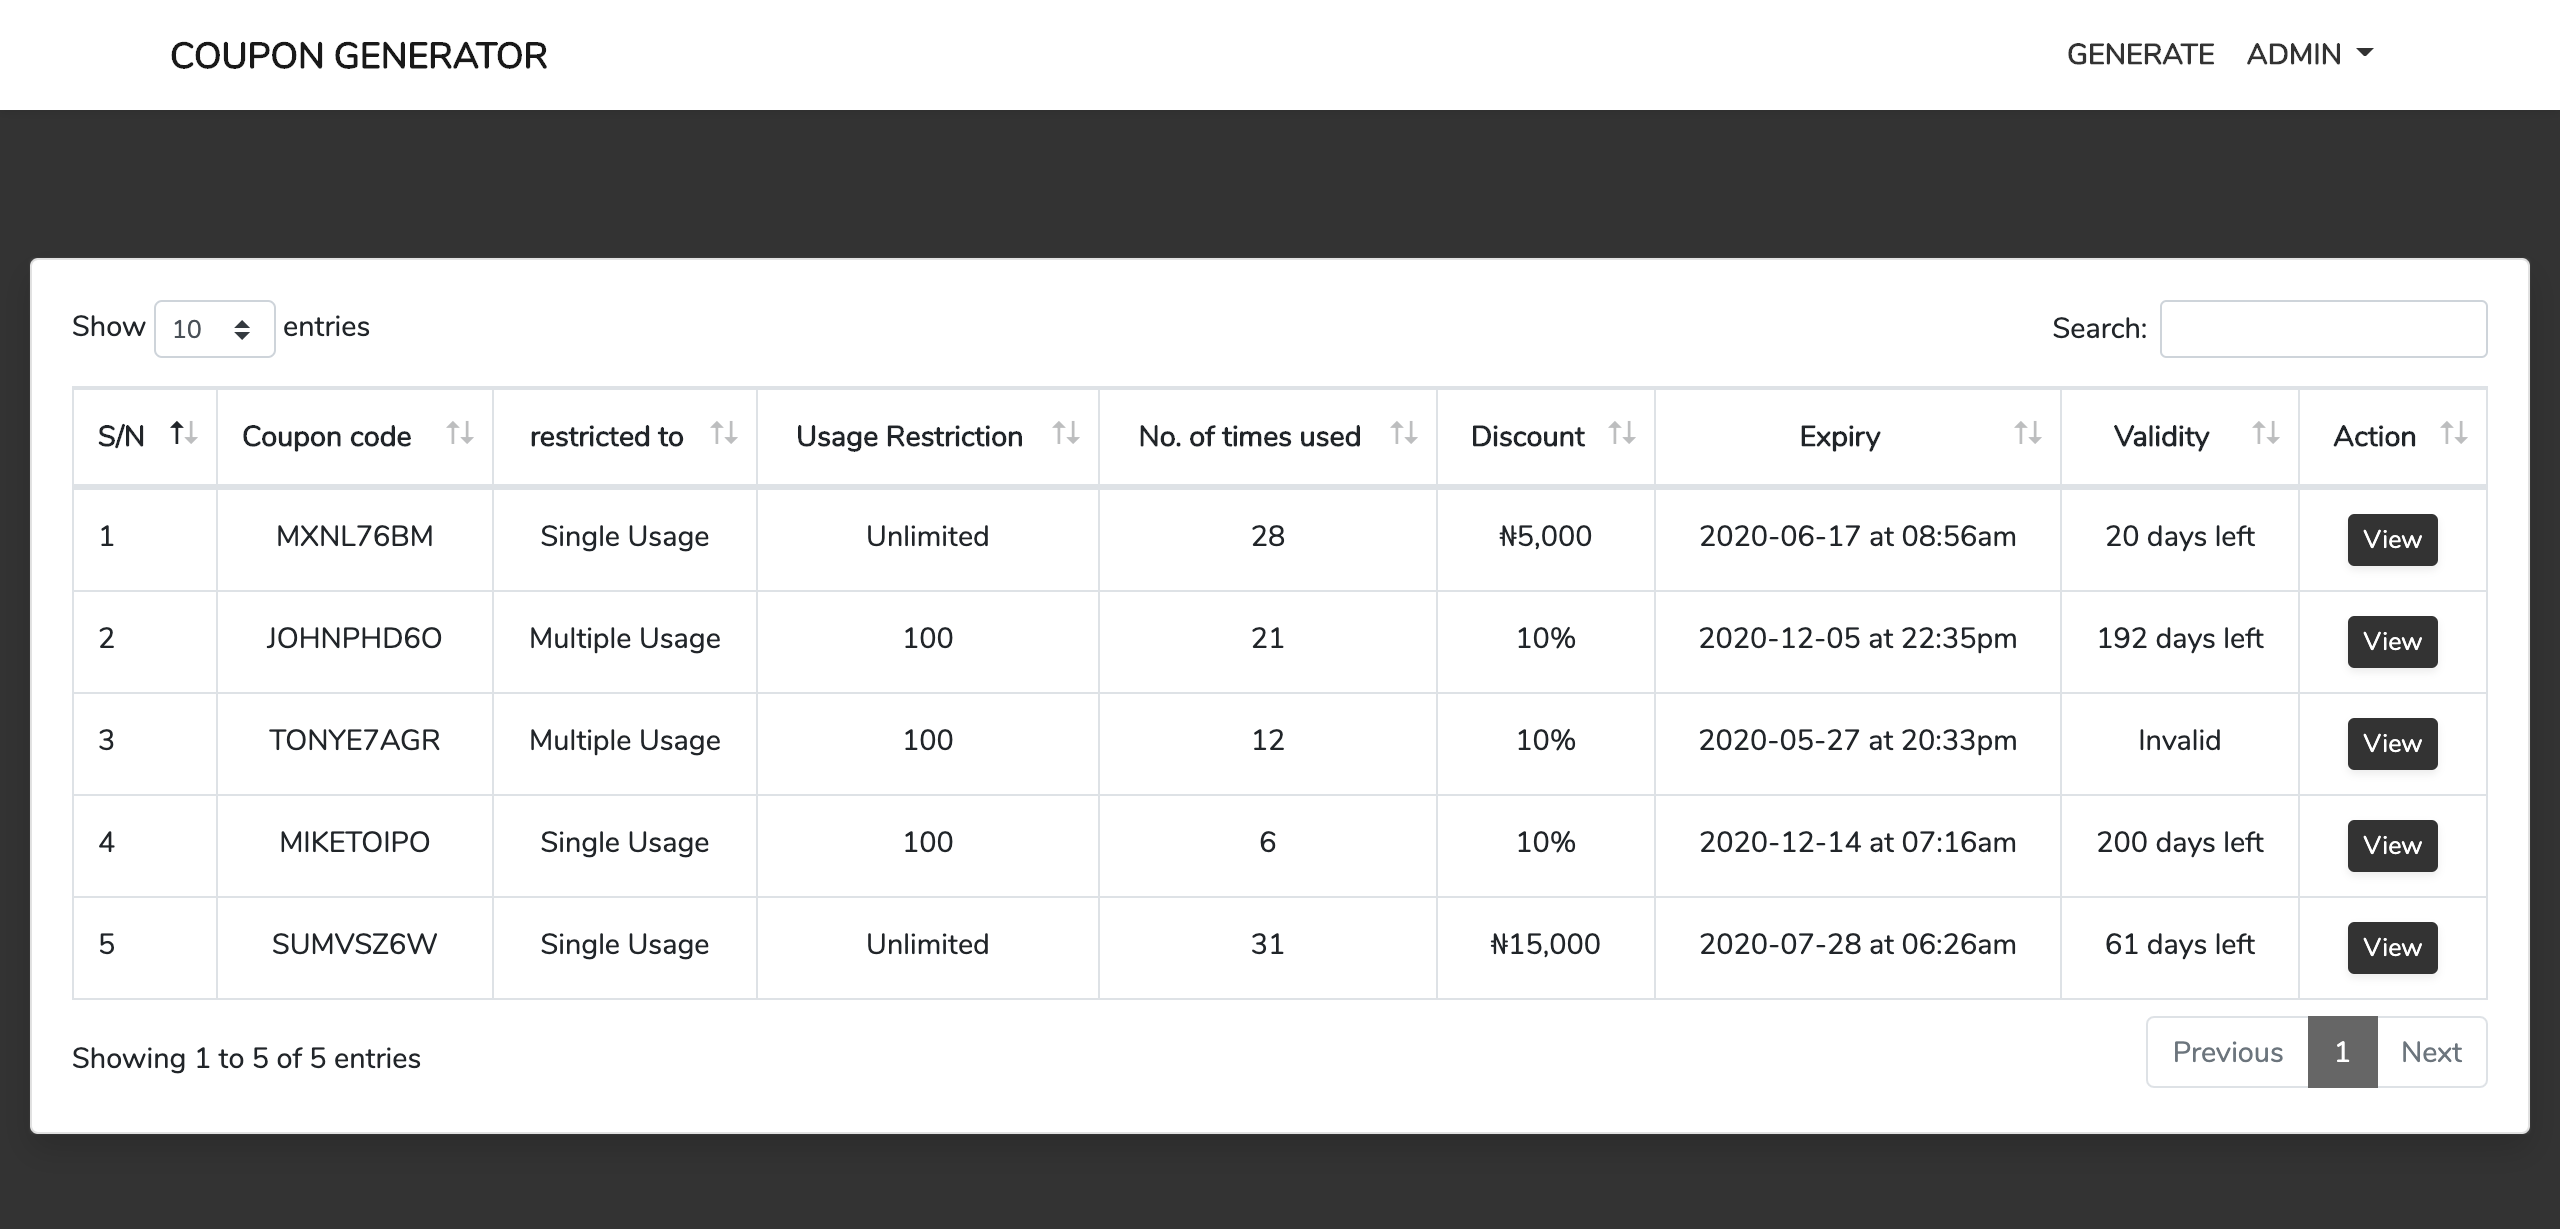 COUPON GENERATOR GENERATE ADMIN
Show 10 entries Search:
S/N Coupon code restricted to Usage Restriction No. of times used Discount Expiry Validity Action
1 MXNL76BM Single Usage Unlimited 28 ₦5,000 2020-06-17 at 08:56am 20 days left View
2 JOHNPHD6O Multiple Usage 100 21 10% 2020-12-05 at 22:35pm 192 days left View
3 TONYE7AGR Multiple Usage 100 12 10% 2020-05-27 at 20:33pm Invalid View
4 MIKETOIPO Single Usage 100 6 10% 2020-12-14 at 07:16am 200 days left View
5 SUMVSZ6W Single Usage Unlimited 31 ₦15,000 2020-07-28 at 06:26am 61 days left View
Showing 1 to 5 of 5 entries Previous 1 Next